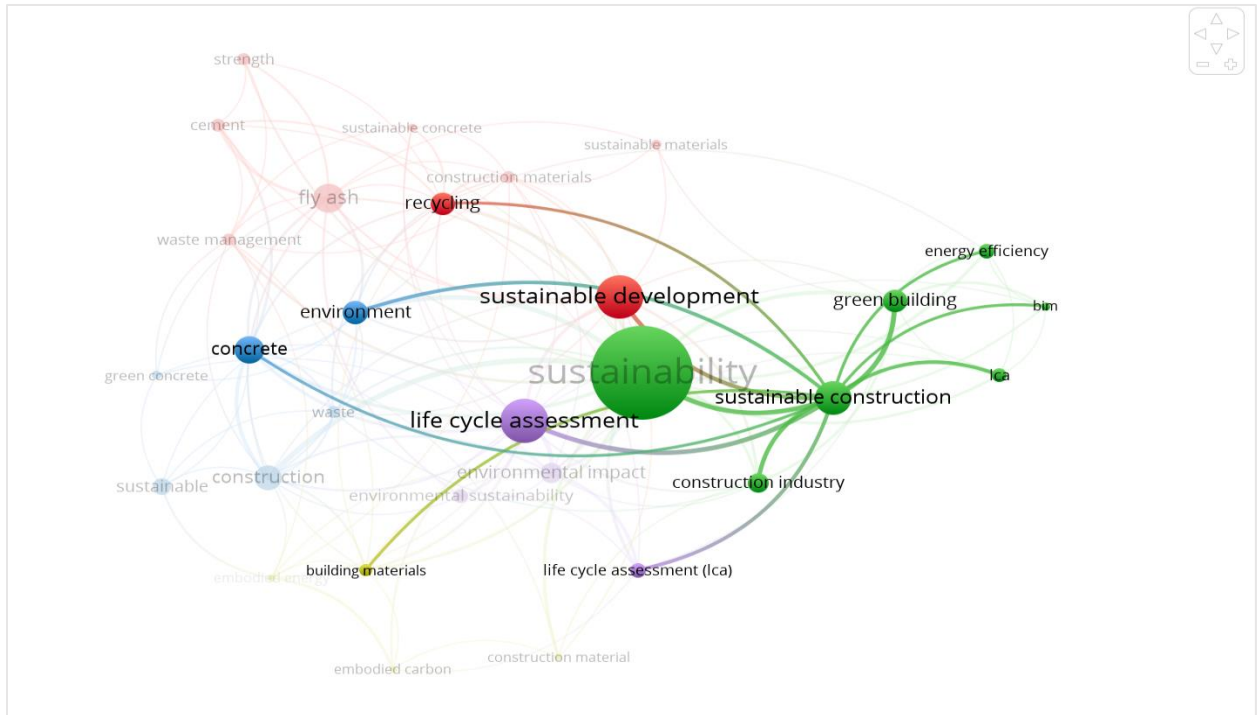 strength
cement
sustainable concrete
sustainable materials
construction materials
fly ash
recycling
waste management
energy efficiency
sustainable development
green building
environment
bim
concrete
sustainability
green concrete
lca
sustainable construction
waste
life cycle assessment
environmental impact
construction
construction industry
sustainable
environmental sustainability
building materials
life cycle assessment (lca)
embodied energy
construction material
embodied carbon